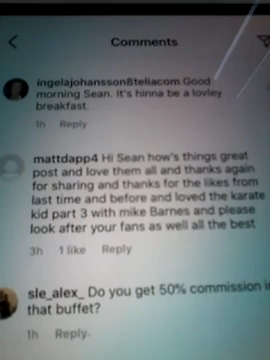 Comments
ingelajohansson8teliacom Good
morning Sean. It's hinna be a lovley
breakfast.
1h Reply
mattdapp4 Hi Sean how's things great
post and love them all and thanks again
for sharing and thanks for the likes from
last time and before and loved the karate
kid part 3 with mike Barnes and please
look after your fans as well all the best
3h 1 like Reply
sle_alex_ Do you get 50% commission in
that buffet?
1h Reply